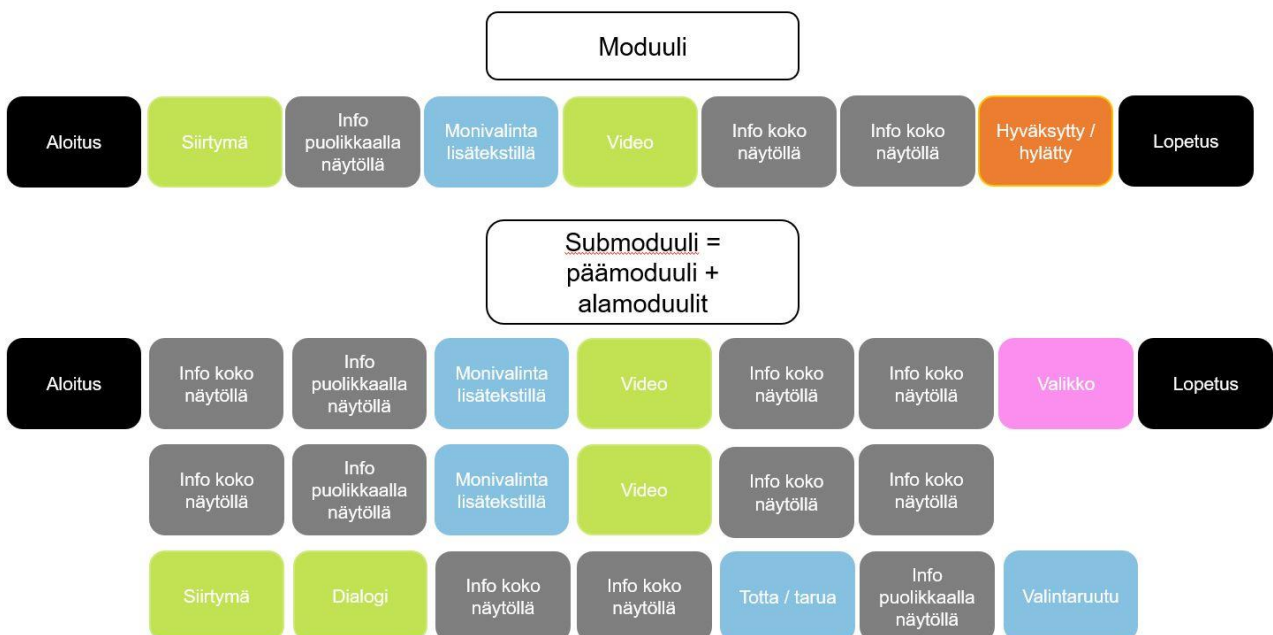 Moduuli
Aloitus
Siirtymä
Info
puolikkaalla
näytöllä
Monivalinta
lisätekstillä
Video
Info koko
näytöllä
Info koko
näytöllä
Hyväksytty /
hylätty
Lopetus
Submoduuli =
päämoduuli +
alamoduulit
Aloitus
Info koko
näytöllä
Info
puolikkaalla
näytöllä
Monivalinta
lisätekstillä
Video
Info koko
näytöllä
Info koko
näytöllä
Valikko
Lopetus
Info koko
näytöllä
Info
puolikkaalla
näytöllä
Monivalinta
lisätekstillä
Video
Info koko
näytöllä
Info koko
näytöllä
Siirtymä
Dialogi
Info koko
näytöllä
Info koko
näytöllä
Totta / tarua
Info
puolikkaalla
näytöllä
Valintaruutu